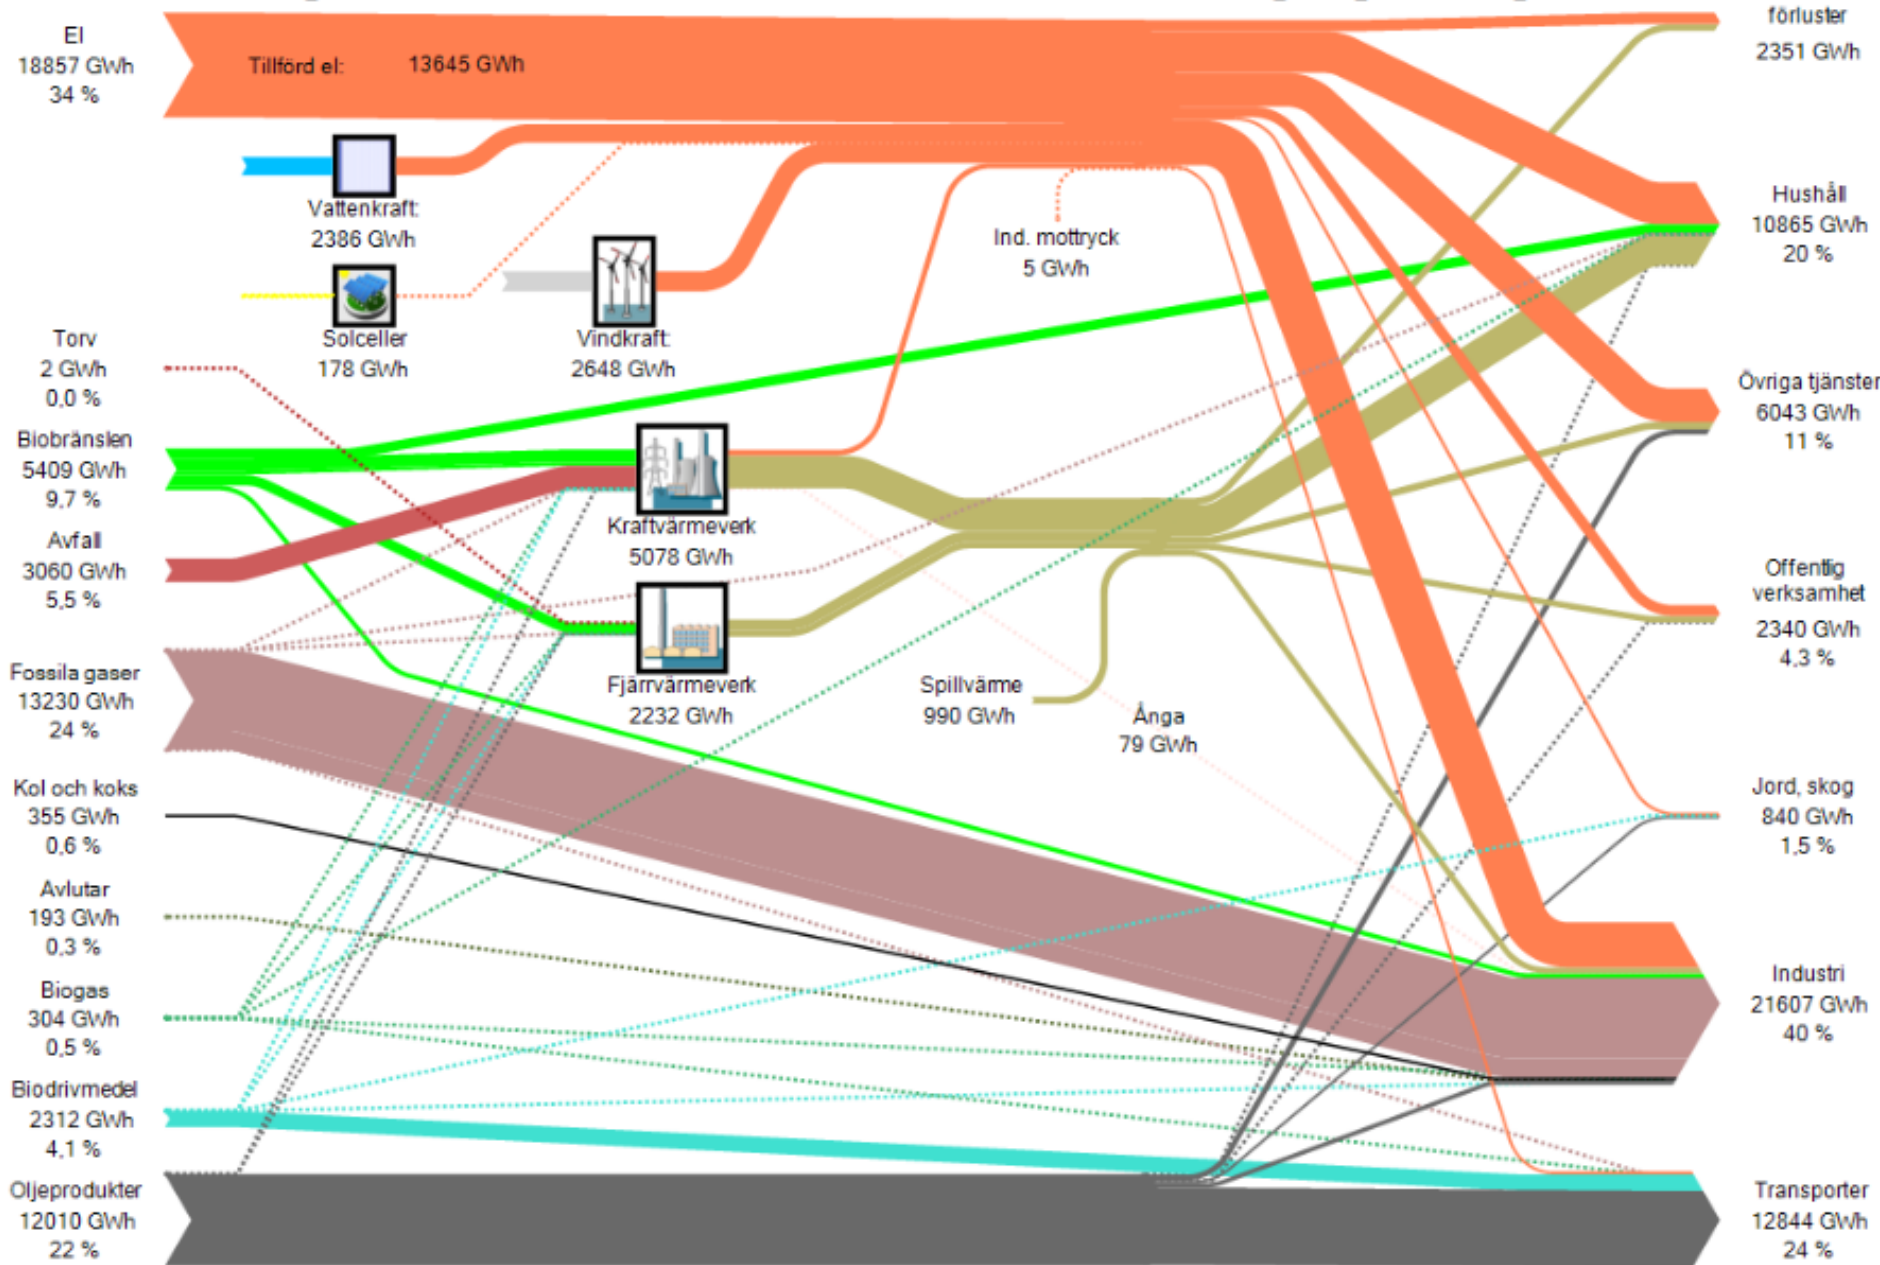 El
18857 GWh
34 %
Tillförd el: 13645 GWh
förluster
2351 GWh
Vattenkraft:
2386 GWh
Solceller
178 GWh
Vindkraft:
2648 GWh
Ind. mottryck
5 GWh
Hushåll
10865 GWh
20 %
Torv
2 GWh
0,0 %
Övriga tjänster
6043 GWh
11 %
Biobränslen
5409 GWh
9,7 %
Kraftvärmeverk
5078 GWh
Avfall
3060 GWh
5,5 %
Offentlig
verksamhet
2340 GWh
4,3 %
Fossila gaser
13230 GWh
24 %
Fjärrvärmeverk
2232 GWh
Spillvärme
990 GWh
Ånga
79 GWh
Kol och koks
355 GWh
0,6 %
Jord, skog
840 GWh
1,5 %
Avlutar
193 GWh
0,3 %
Biogas
304 GWh
0,5 %
Industri
21607 GWh
40 %
Biodrivmedel
2312 GWh
4,1 %
Oljeprodukter
12010 GWh
22 %
Transporter
12844 GWh
24 %